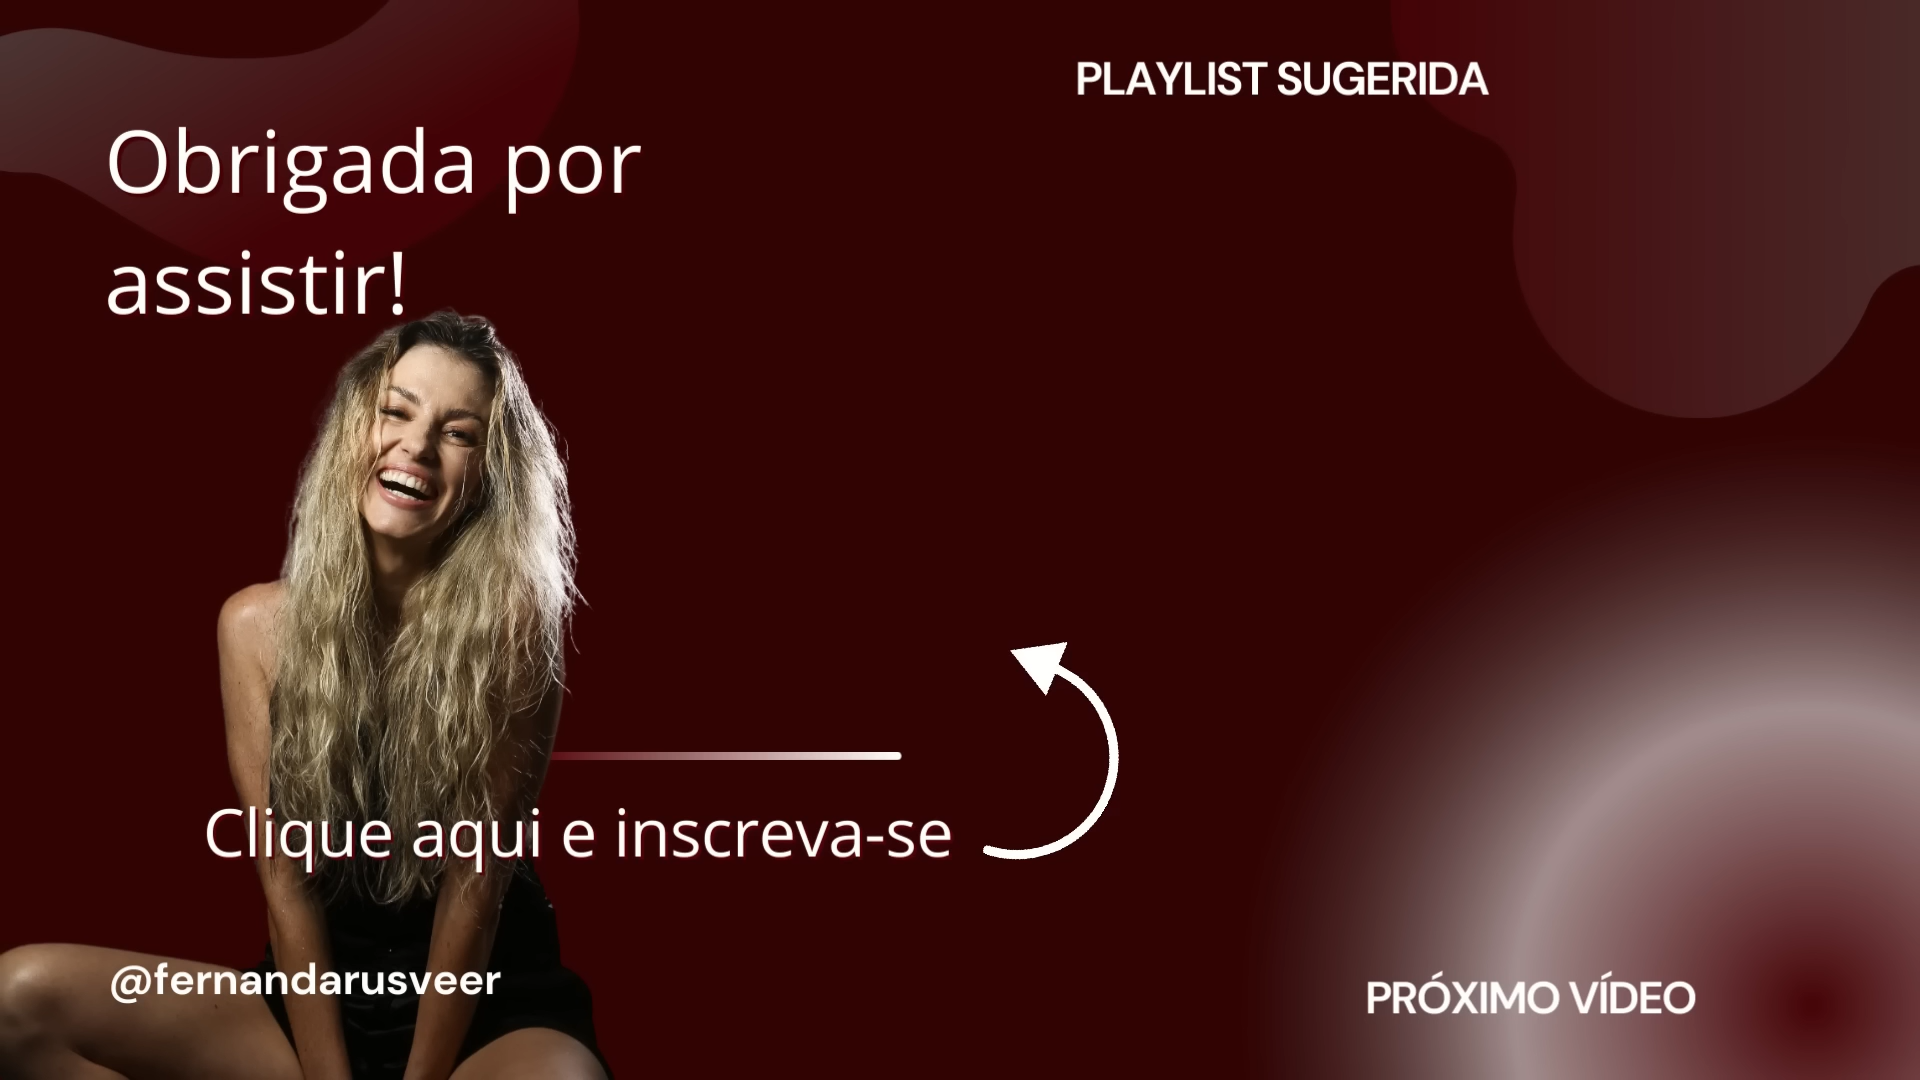 PLAYLIST SUGERIDA
Obrigada por
assistir!
Clique aqui e inscreva-se
@fernandarusveer
PRÓXIMO VÍDEO